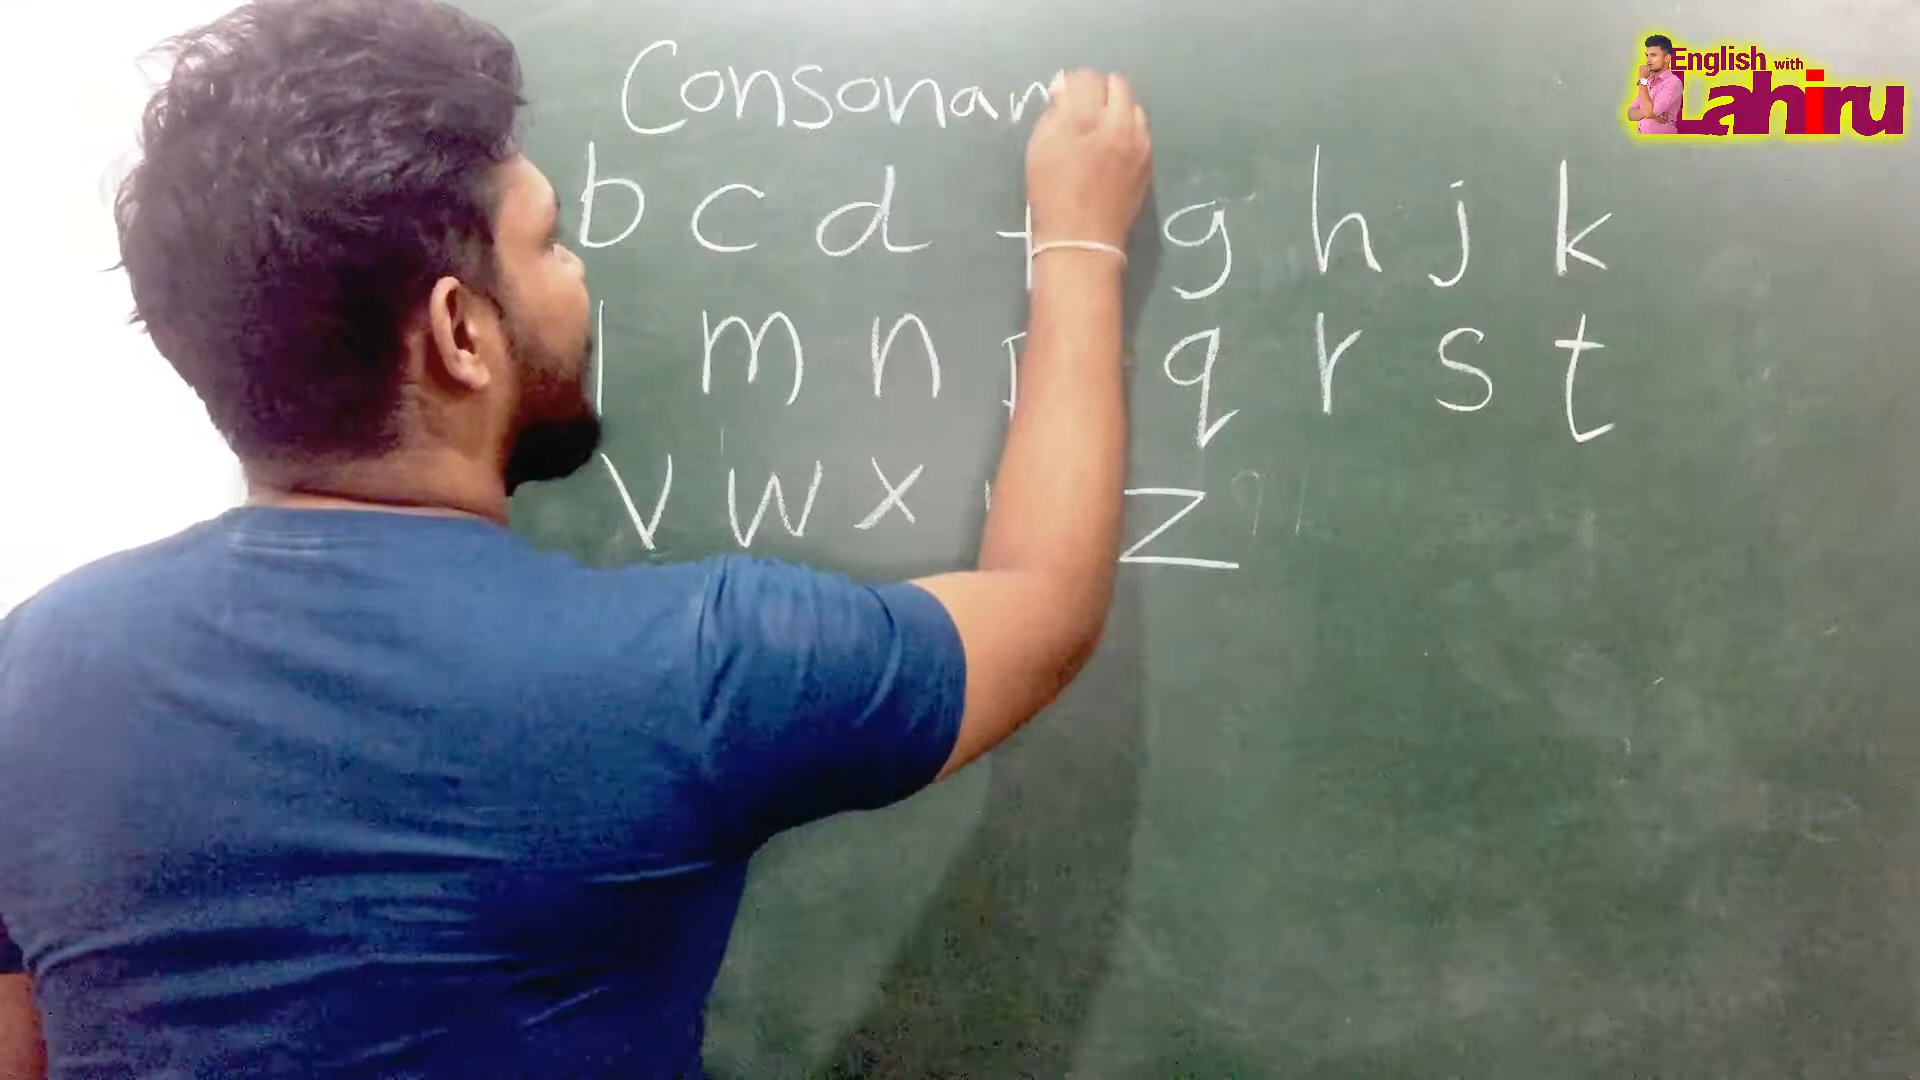 English with
Lahiru
Consonan
b c d f g h j k
l m n p q r s t
v w x z